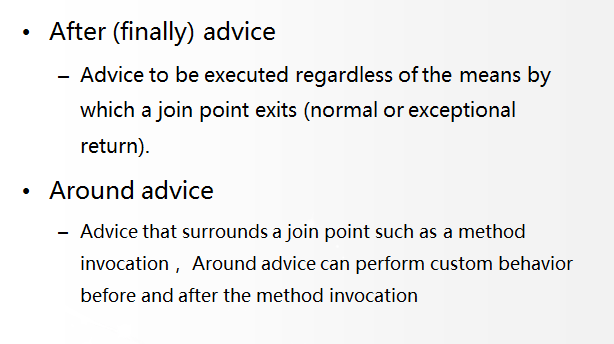 • After (finally) advice
– Advice to be executed regardless of the means by
which a join point exits (normal or exceptional
return).
• Around advice
– Advice that surrounds a join point such as a method
invocation ,  Around advice can perform custom behavior
before and after the method invocation